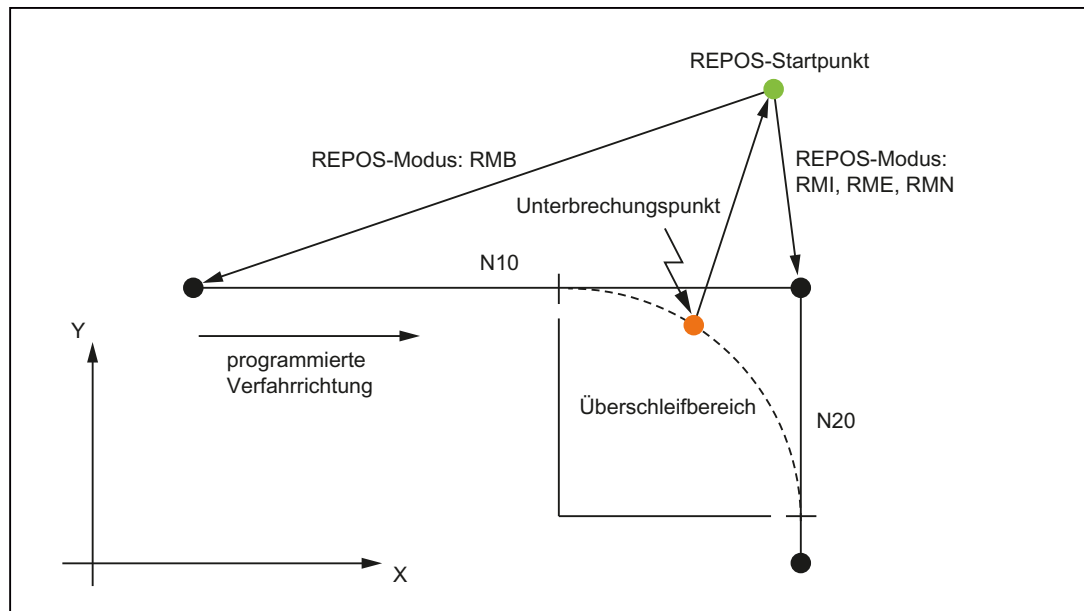 REPOS-Startpunkt
REPOS-Modus: RMB
REPOS-Modus:
RMI, RME, RMN
Unterbrechungspunkt
N10
Y
programmierte
Verfahrrichtung
Überschleifbereich
N20
X